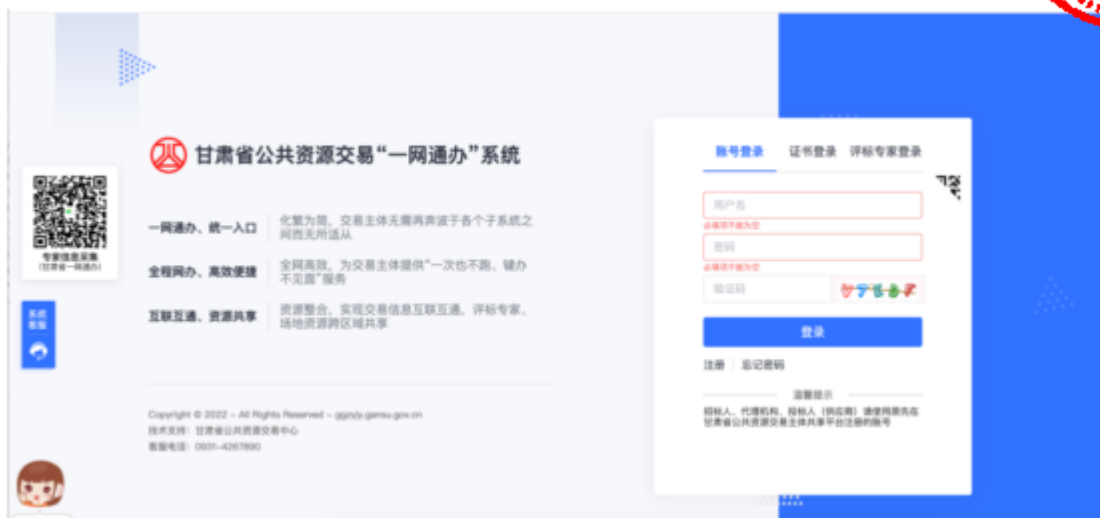 甘肃省公共资源交易“一网通办”系统
专家信息采集
(甘肃省一网通办)
系统
客服
一网通办、统一入口
化繁为简，交易主体无需再奔波于各个子系统之
间而无所适从
全程网办、高效便捷
全网高效，为交易主体提供“一次也不跑、键办
不见面”服务
互联互通、资源共享
资源整合，实现交易信息互联互通，评标专家、
场地资源跨区域共享
Copyright © 2022 - All Rights Reserved - ggzyjy.gansu.gov.cn
技术支持：甘肃省公共资源交易中心
客服电话：0931-4267890
账号登录 证书登录 评标专家登录
用户名
必填项不能为空
密码
必填项不能为空
验证码
登录
注册 忘记密码
温馨提示
招标人、代理机构、投标人（供应商）请使用原先在
甘肃省公共资源交易主体共享平台注册的账号